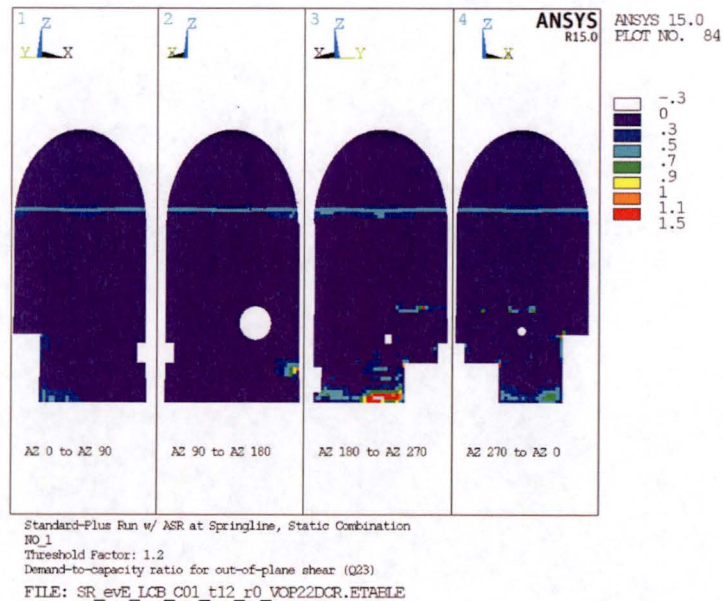 1 Z Y X
2 Z X
3 Z X Y
4 Z X
ANSYS
R15.0
ANSYS 15.0
PLOT NO. 84
-.3
0
.3
.5
.7
.9
1
1.1
1.5
AZ 0 to AZ 90
AZ 90 to AZ 180
AZ 180 to AZ 270
AZ 270 to AZ 0
Standard-Plus Run w/ ASR at Springline, Static Combination
NO_1
Threshold Factor: 1.2
Demand-to-capacity ratio for out-of-plane shear (Q23)
FILE: SR_evE_LCB_C01_t12_r0_VOP22DCR.ETABLE